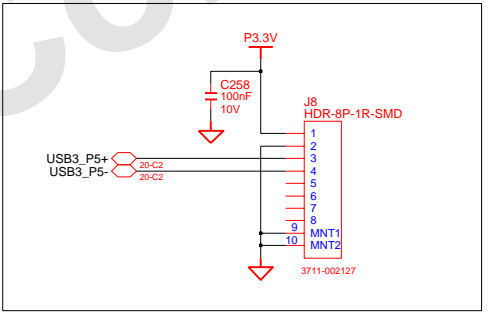 P3.3V
C258
100nF
10V
J8
HDR-8P-1R-SMD
1
2
USB3_P5+
20-C2
3
USB3_P5-
20-C2
4
5
6
7
8
9
MNT1
10
MNT2
3711-002127